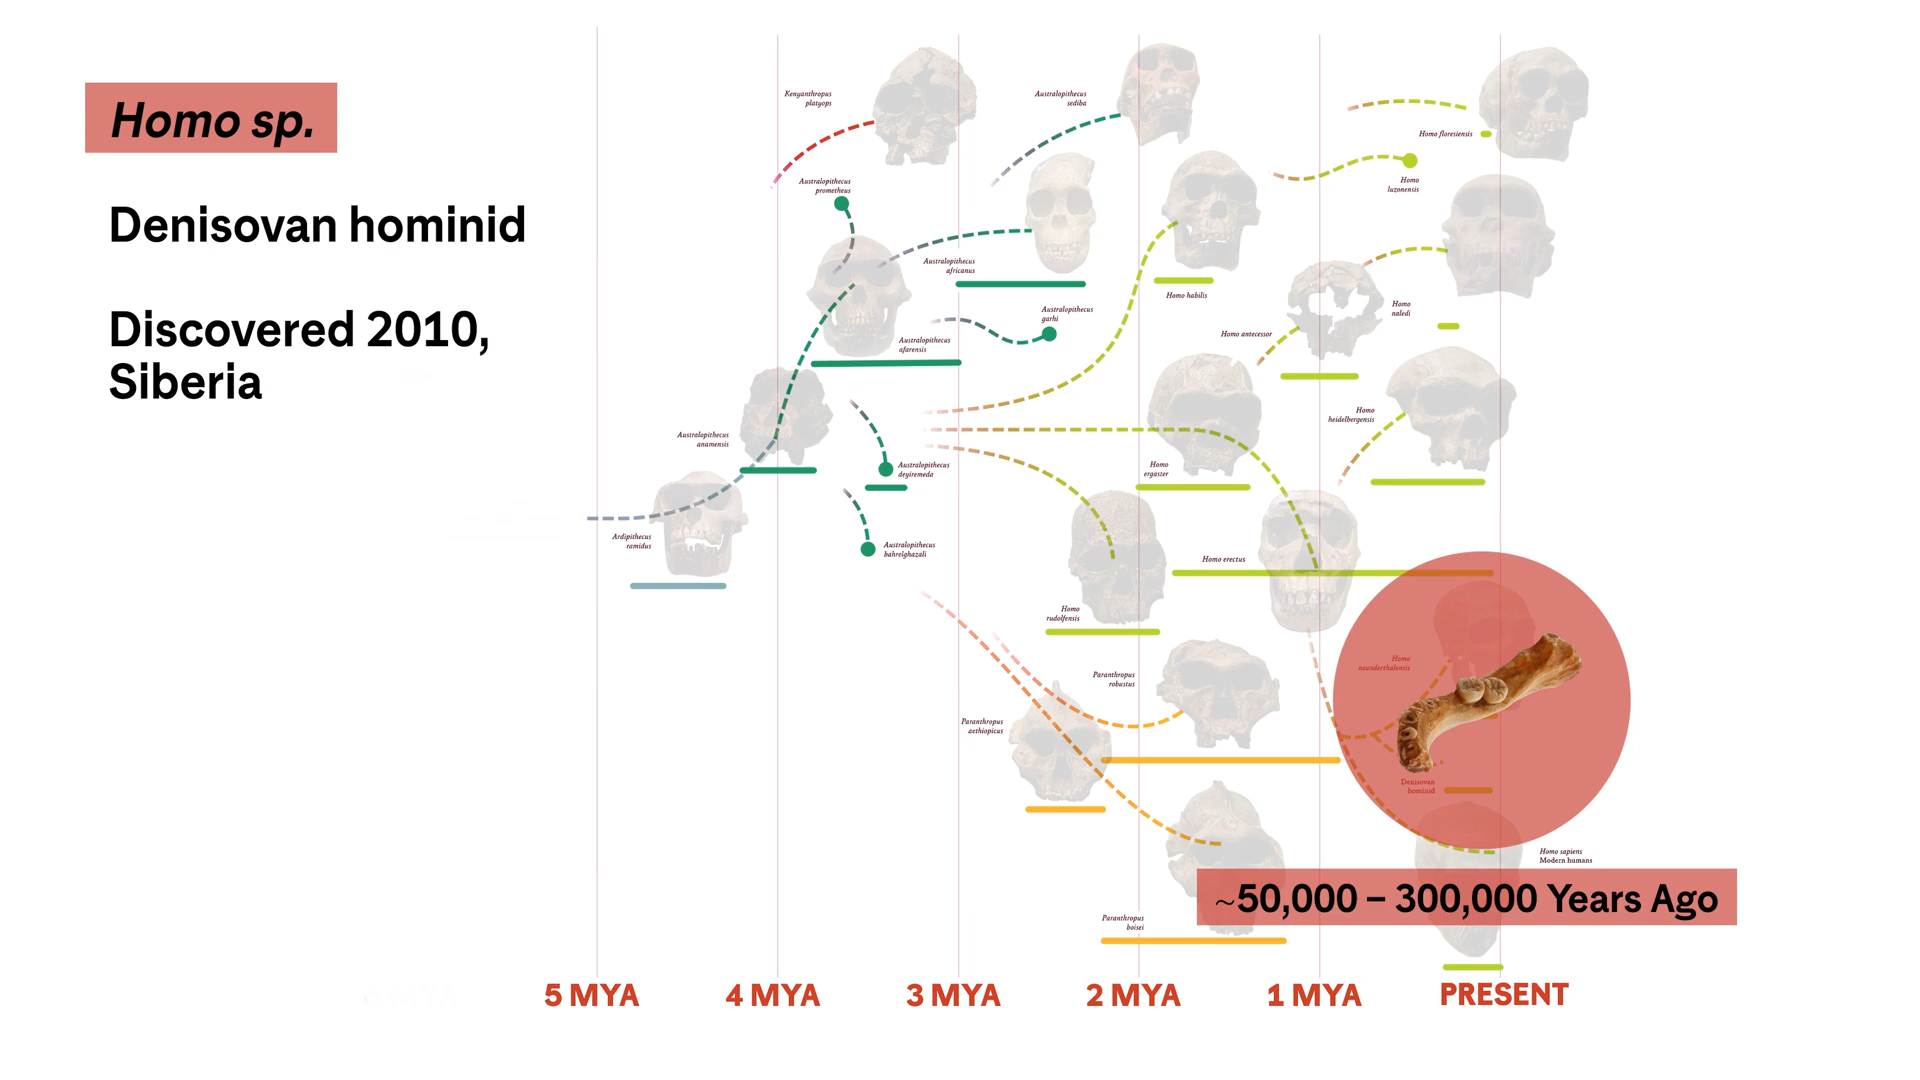 Homo sp.
Denisovan hominid
Discovered 2010,
Siberia
Kenyanthropus
platyops
Australopithecus
sediba
Homo floresiensis
Australopithecus
prometheus
Homo
luzonensis
Australopithecus
africanus
Homo habilis
Australopithecus
garhi
Homo
naledi
Homo antecessor
Australopithecus
afarensis
Homo
heidelbergensis
Australopithecus
anamensis
Australopithecus
deyiremeda
Homo
ergaster
Ardipithecus
ramidus
Australopithecus
bahrelghazali
Homo erectus
Homo
rudolfensis
Homo
neanderthalensis
Paranthropus
robustus
Paranthropus
aethiopicus
Denisovan
hominid
Homo sapiens
Modern humans
~50,000 – 300,000 Years Ago
Paranthropus
boisei
5 MYA
4 MYA
3 MYA
2 MYA
1 MYA
PRESENT